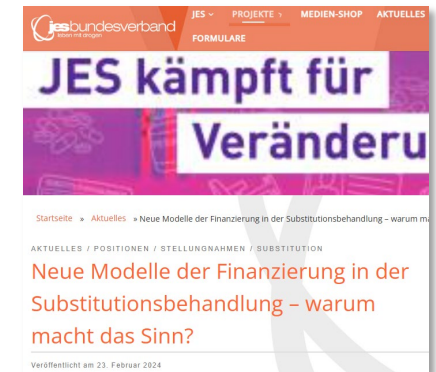 jesbundesverband
leben mit drogen
JES PROJEKTE MEDIEN-SHOP AKTUELLES
FORMULARE
JES kämpft für
Veränderu
Startseite » Aktuelles » Neue Modelle der Finanzierung in der Substitutionsbehandlung – warum m
AKTUELLES / POSITIONEN / STELLUNGNAHMEN / SUBSTITUTION
Neue Modelle der Finanzierung in der
Substitutionsbehandlung – warum
macht das Sinn?
Veröffentlicht am 23. Februar 2024